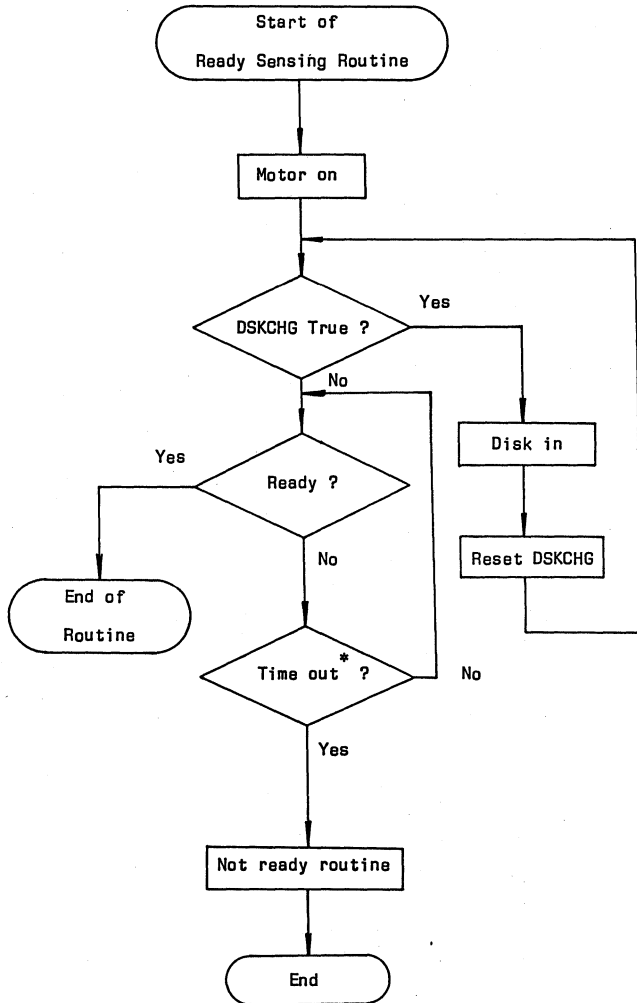 Start of
Ready Sensing Routine
Motor on
DSKCHG True ?
Yes
No
Disk in
Yes
Ready ?
Reset DSKCHG
No
End of
Routine
Time out* ?
No
Yes
Not ready routine
End